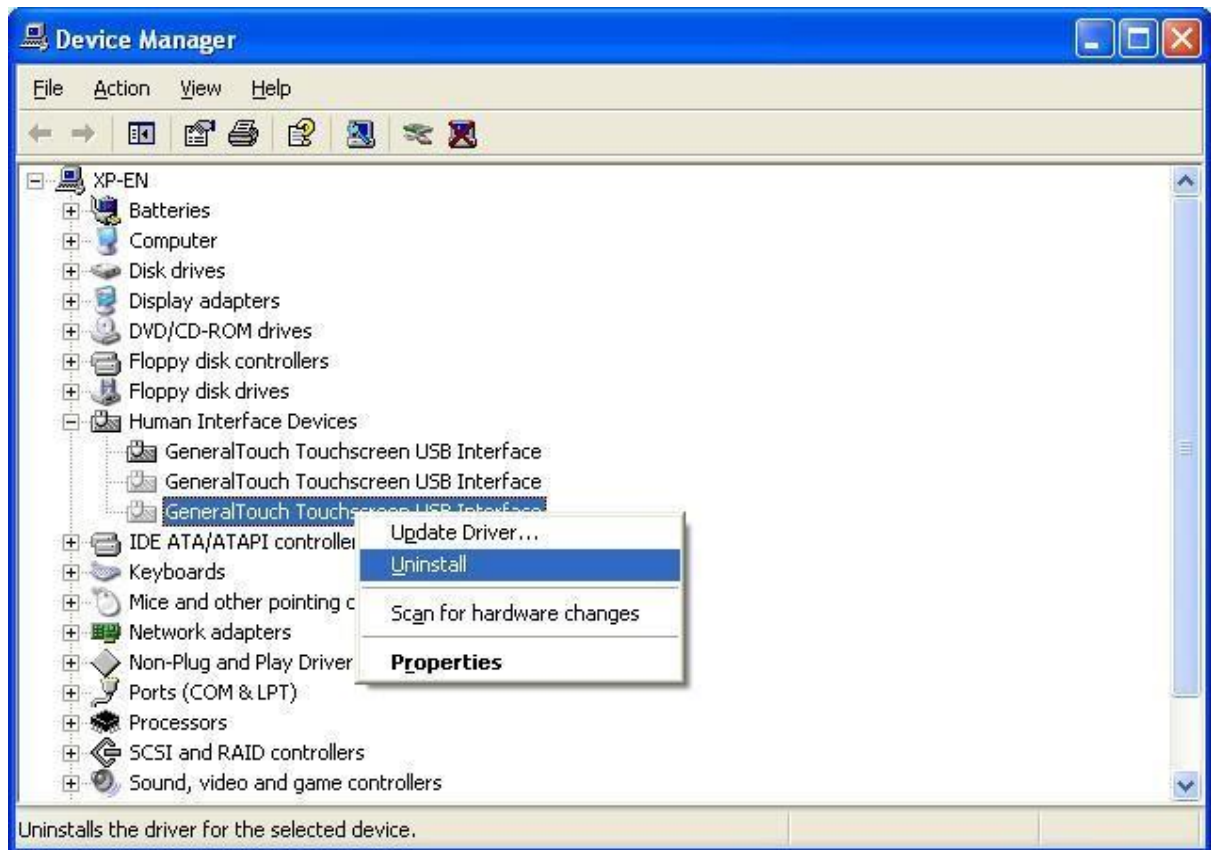 Device Manager
File Action View Help
XP-EN
Batteries
Computer
Disk drives
Display adapters
DVD/CD-ROM drives
Floppy disk controllers
Floppy disk drives
Human Interface Devices
GeneralTouch Touchscreen USB Interface
GeneralTouch Touchscreen USB Interface
GeneralTouch Touchscreen USB Interface
Update Driver...
IDE ATA/ATAPI controller
Uninstall
Keyboards
Mice and other pointing
Scan for hardware changes
Network adapters
Non-Plug and Play Driver
Properties
Ports (COM & LPT)
Processors
SCSI and RAID controllers
Sound, video and game controllers
Uninstalls the driver for the selected device.